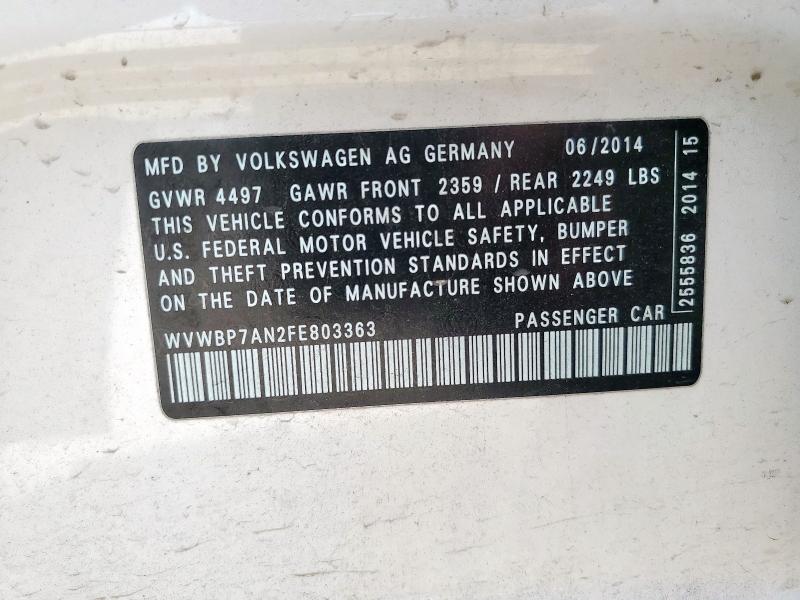 MFD BY VOLKSWAGEN AG GERMANY 06/2014
GVWR 4497 GAWR FRONT 2359 / REAR 2249 LBS
THIS VEHICLE CONFORMS TO ALL APPLICABLE
U.S. FEDERAL MOTOR VEHICLE SAFETY, BUMPER
AND THEFT PREVENTION STANDARDS IN EFFECT
ON THE DATE OF MANUFACTURE SHOWN ABOVE
WVWBP7AN2FE803363 PASSENGER CAR
2555836 2014 15